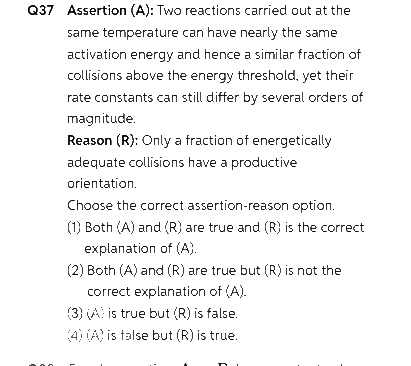 Q37 Assertion (A): Two reactions carried out at the
same temperature can have nearly the same
activation energy and hence a similar fraction of
collisions above the energy threshold, yet their
rate constants can still differ by several orders of
magnitude.
Reason (R): Only a fraction of energetically
adequate collisions have a productive
orientation.
Choose the correct assertion-reason option.
(1) Both (A) and (R) are true and (R) is the correct
explanation of (A).
(2) Both (A) and (R) are true but (R) is not the
correct explanation of (A).
(3) (A) is true but (R) is false.
(4) (A) is false but (R) is true.